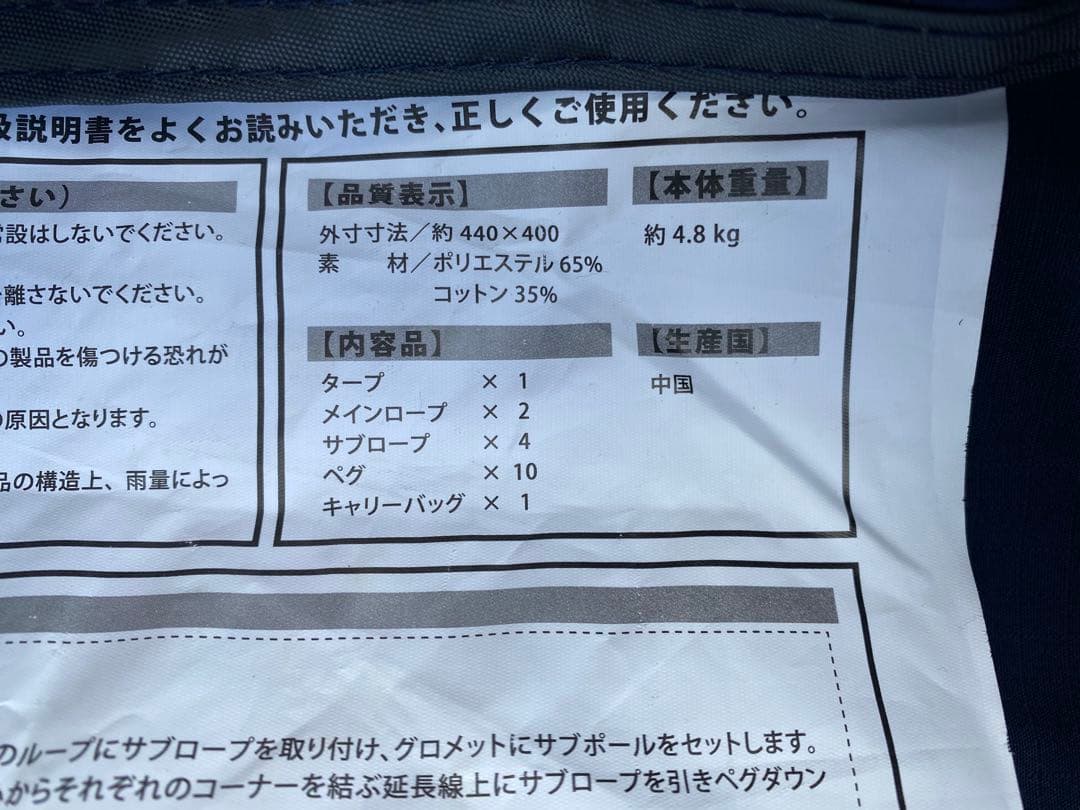 扱説明書をよくお読みいただき、正しくご使用ください。
さい）
常設はしないでください。
離さないでください。
い。
の製品を傷つける恐れが
の原因となります。
品の構造上、雨量によっ
【品質表示】
外寸寸法／約 440×400
素　　材／ポリエステル 65%
コットン 35%
【本体重量】
約 4.8 kg
【内容品】
タープ × 1
メインロープ × 2
サブロープ × 4
ペグ × 10
キャリーバッグ × 1
【生産国】
中国
のループにサブロープを取り付け、グロメットにサブポールをセットします。
からそれぞれのコーナーを結ぶ延長線上にサブロープを引きペグダウン